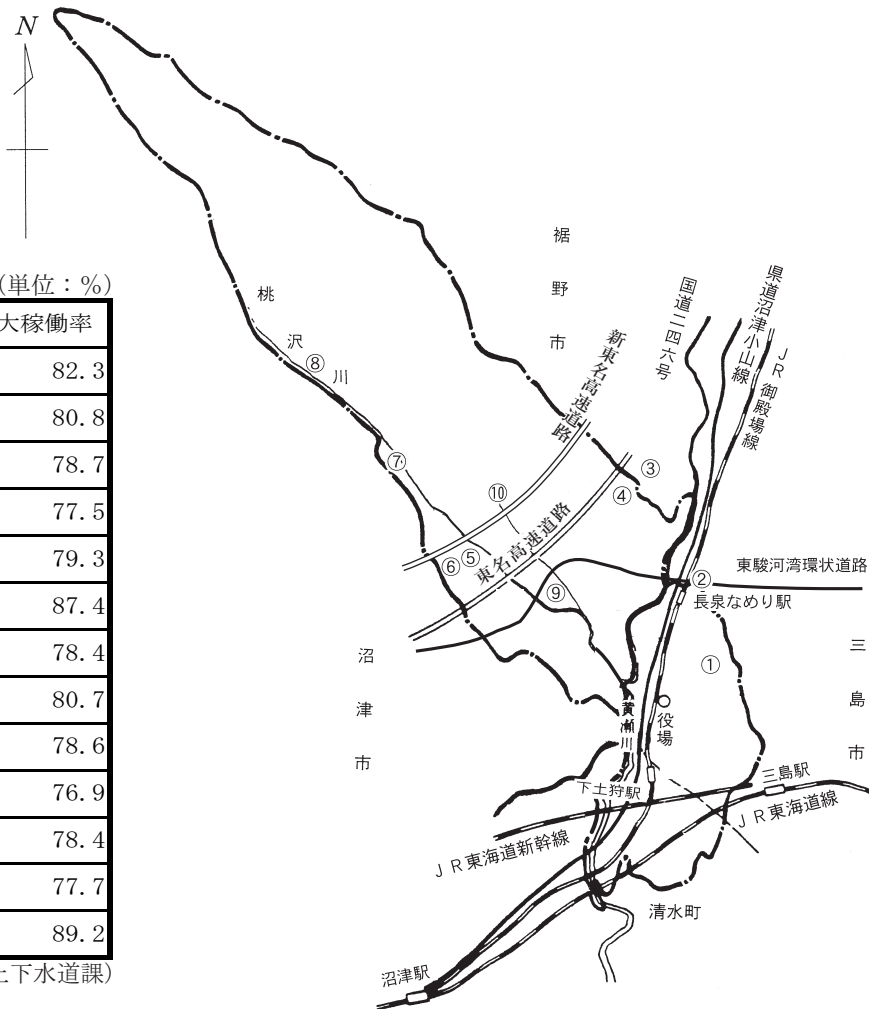 N
(単位：%)
大稼働率
82.3
80.8
78.7
77.5
79.3
87.4
78.4
80.7
78.6
76.9
78.4
77.7
89.2
上下水道課)
裾野市
桃沢川
新東名高速道路
国道二四六号
県道沼津小山線
JR御殿場線
⑧
⑦
③
④
⑩
東名高速道路
⑥
⑤
⑨
②
東駿河湾環状道路
長泉なめり駅
①
沼津市
三島市
役場
黄瀬川
下土狩駅
三島駅
JR東海道新幹線
JR東海道線
清水町
沼津駅